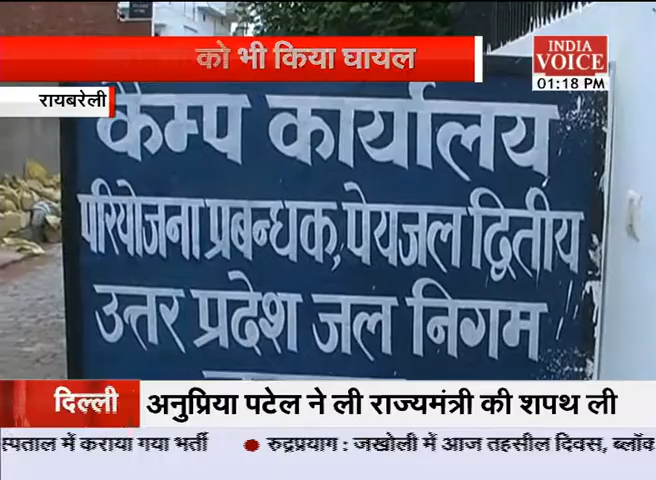 को भी किया घायल
INDIA
VOICE
01:18 PM
रायबरेली
कैम्प कार्यालय
परियोजना प्रबन्धक, पेयजल द्वितीय
उत्तर प्रदेश जल निगम
दिल्ली
अनुप्रिया पटेल ने ली राज्यमंत्री की शपथ ली
स्पताल में कराया गया भर्ती
रुद्रप्रयाग : जखोली में आज तहसील दिवस, ब्लॉक